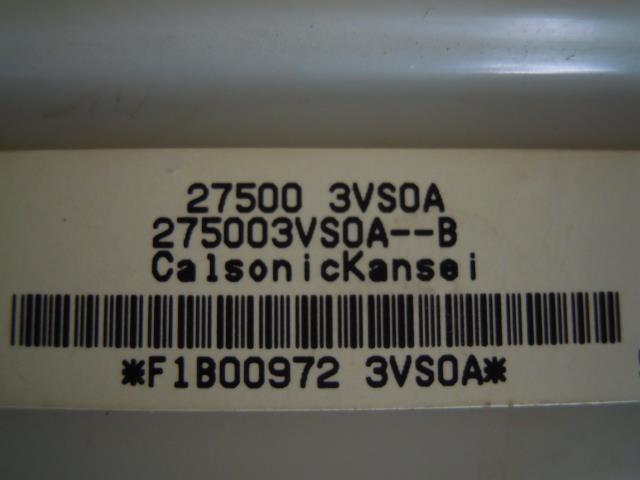 27500 3VS0A
275003VS0A--B
CalsonicKansei
*F1B00972 3VS0A*